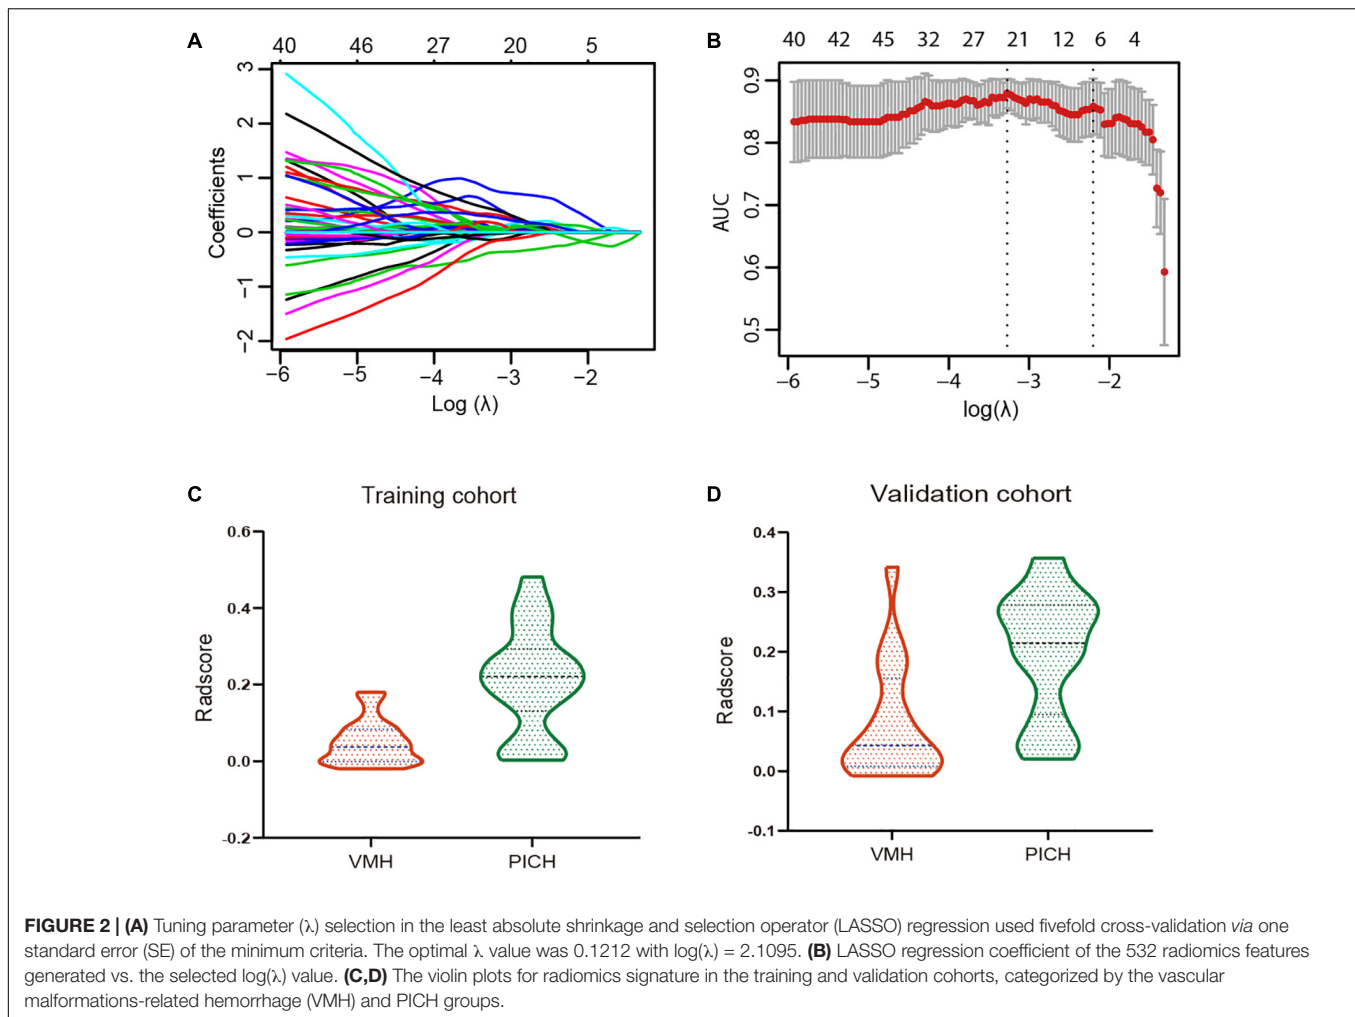 A
40 46 27 20 5
3
2
1
0
−1
−2
Coefficients
−6 −5 −4 −3 −2
Log (λ)
B
40 42 45 32 27 21 12 6 4
0.9
0.8
0.7
0.6
0.5
AUC
−6 −5 −4 −3 −2
log(λ)
C
Training cohort
0.6
0.4
0.2
0.0
-0.2
Radscore
VMH PICH
D
Validation cohort
0.4
0.3
0.2
0.1
0.0
-0.1
Radscore
VMH PICH
FIGURE 2 | (A) Tuning parameter (λ) selection in the least absolute shrinkage and selection operator (LASSO) regression used fivefold cross-validation via one
standard error (SE) of the minimum criteria. The optimal λ value was 0.1212 with log(λ) = 2.1095. (B) LASSO regression coefficient of the 532 radiomics features
generated vs. the selected log(λ) value. (C,D) The violin plots for radiomics signature in the training and validation cohorts, categorized by the vascular
malformations-related hemorrhage (VMH) and PICH groups.